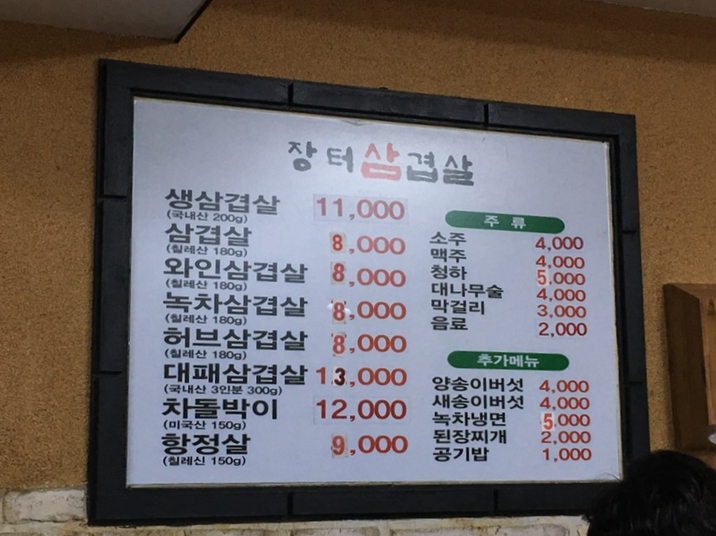 장터삼겹살
생삼겹살 11,000
(국내산 200g)
삼겹살 8,000
(칠레산 180g)
와인삼겹살 8,000
(칠레산 180g)
녹차삼겹살 8,000
(칠레산 180g)
허브삼겹살 8,000
(칠레산 180g)
대패삼겹살 13,000
(국내산 3인분 300g)
차돌박이 12,000
(미국산 150g)
항정살 9,000
(칠레산 150g)
주 류
소주 4,000
맥주 4,000
청하 5,000
대나무술 4,000
막걸리 3,000
음료 2,000
추가메뉴
양송이버섯 4,000
새송이버섯 4,000
녹차냉면 5,000
된장찌개 2,000
공기밥 1,000